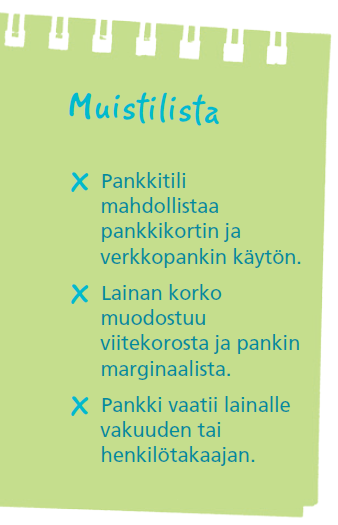 Muistilista
Pankkitili
mahdollistaa
pankkikortin ja
verkkopankin käytön.
Lainan korko
muodostuu
viitekorosta ja pankin
marginaalista.
Pankki vaatii lainalle
vakuuden tai
henkilötakaajan.